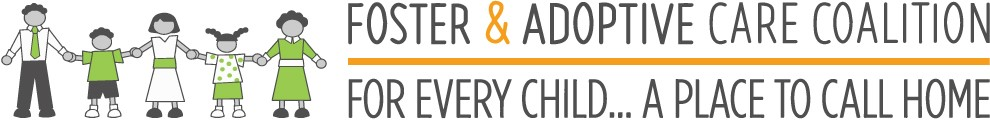 FOSTER & ADOPTIVE CARE COALITION
FOR EVERY CHILD... A PLACE TO CALL HOME